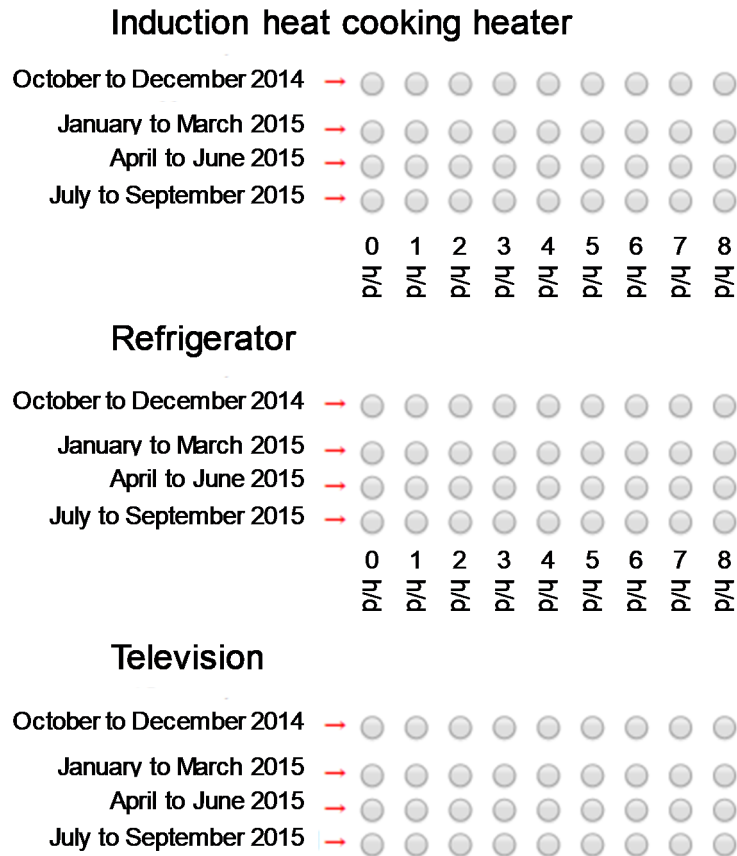 Induction heat cooking heater
October to December 2014 →
January to March 2015 →
April to June 2015 →
July to September 2015 →
0 1 2 3 4 5 6 7 8
h/d h/d h/d h/d h/d h/d h/d h/d h/d
Refrigerator
October to December 2014 →
January to March 2015 →
April to June 2015 →
July to September 2015 →
0 1 2 3 4 5 6 7 8
h/d h/d h/d h/d h/d h/d h/d h/d h/d
Television
October to December 2014 →
January to March 2015 →
April to June 2015 →
July to September 2015 →